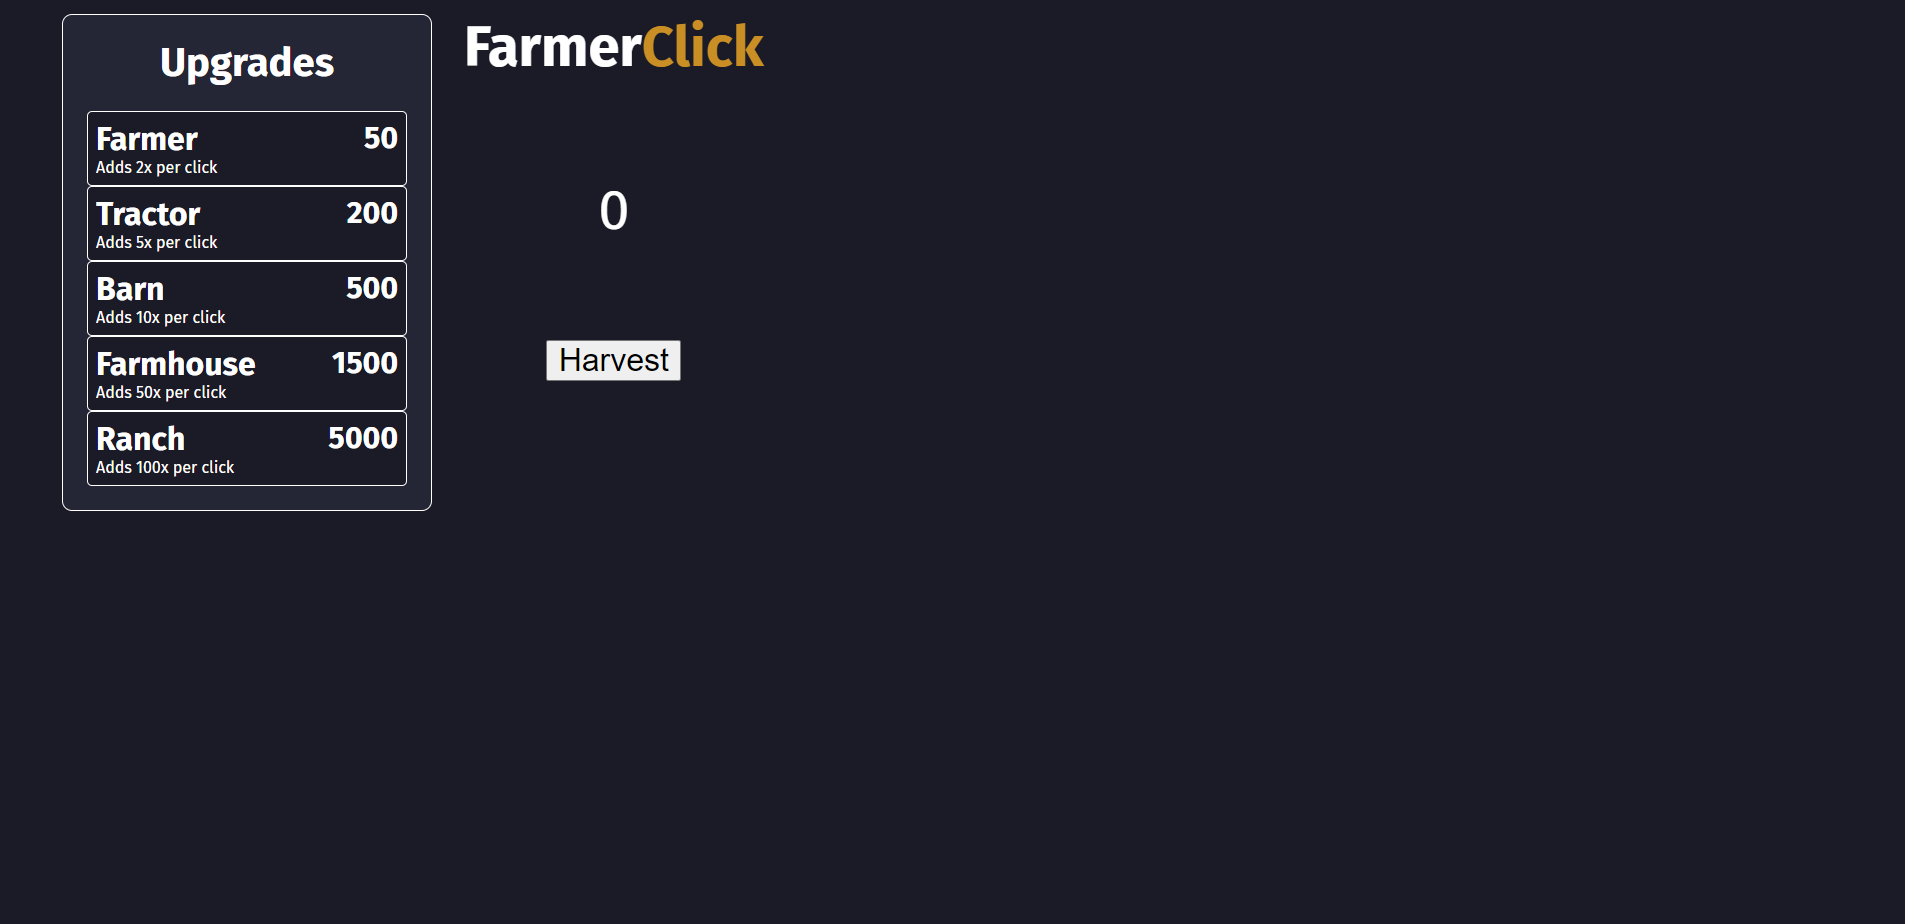 Upgrades
Farmer 50
Adds 2x per click
Tractor 200
Adds 5x per click
Barn 500
Adds 10x per click
Farmhouse 1500
Adds 50x per click
Ranch 5000
Adds 100x per click
FarmerClick
0
Harvest